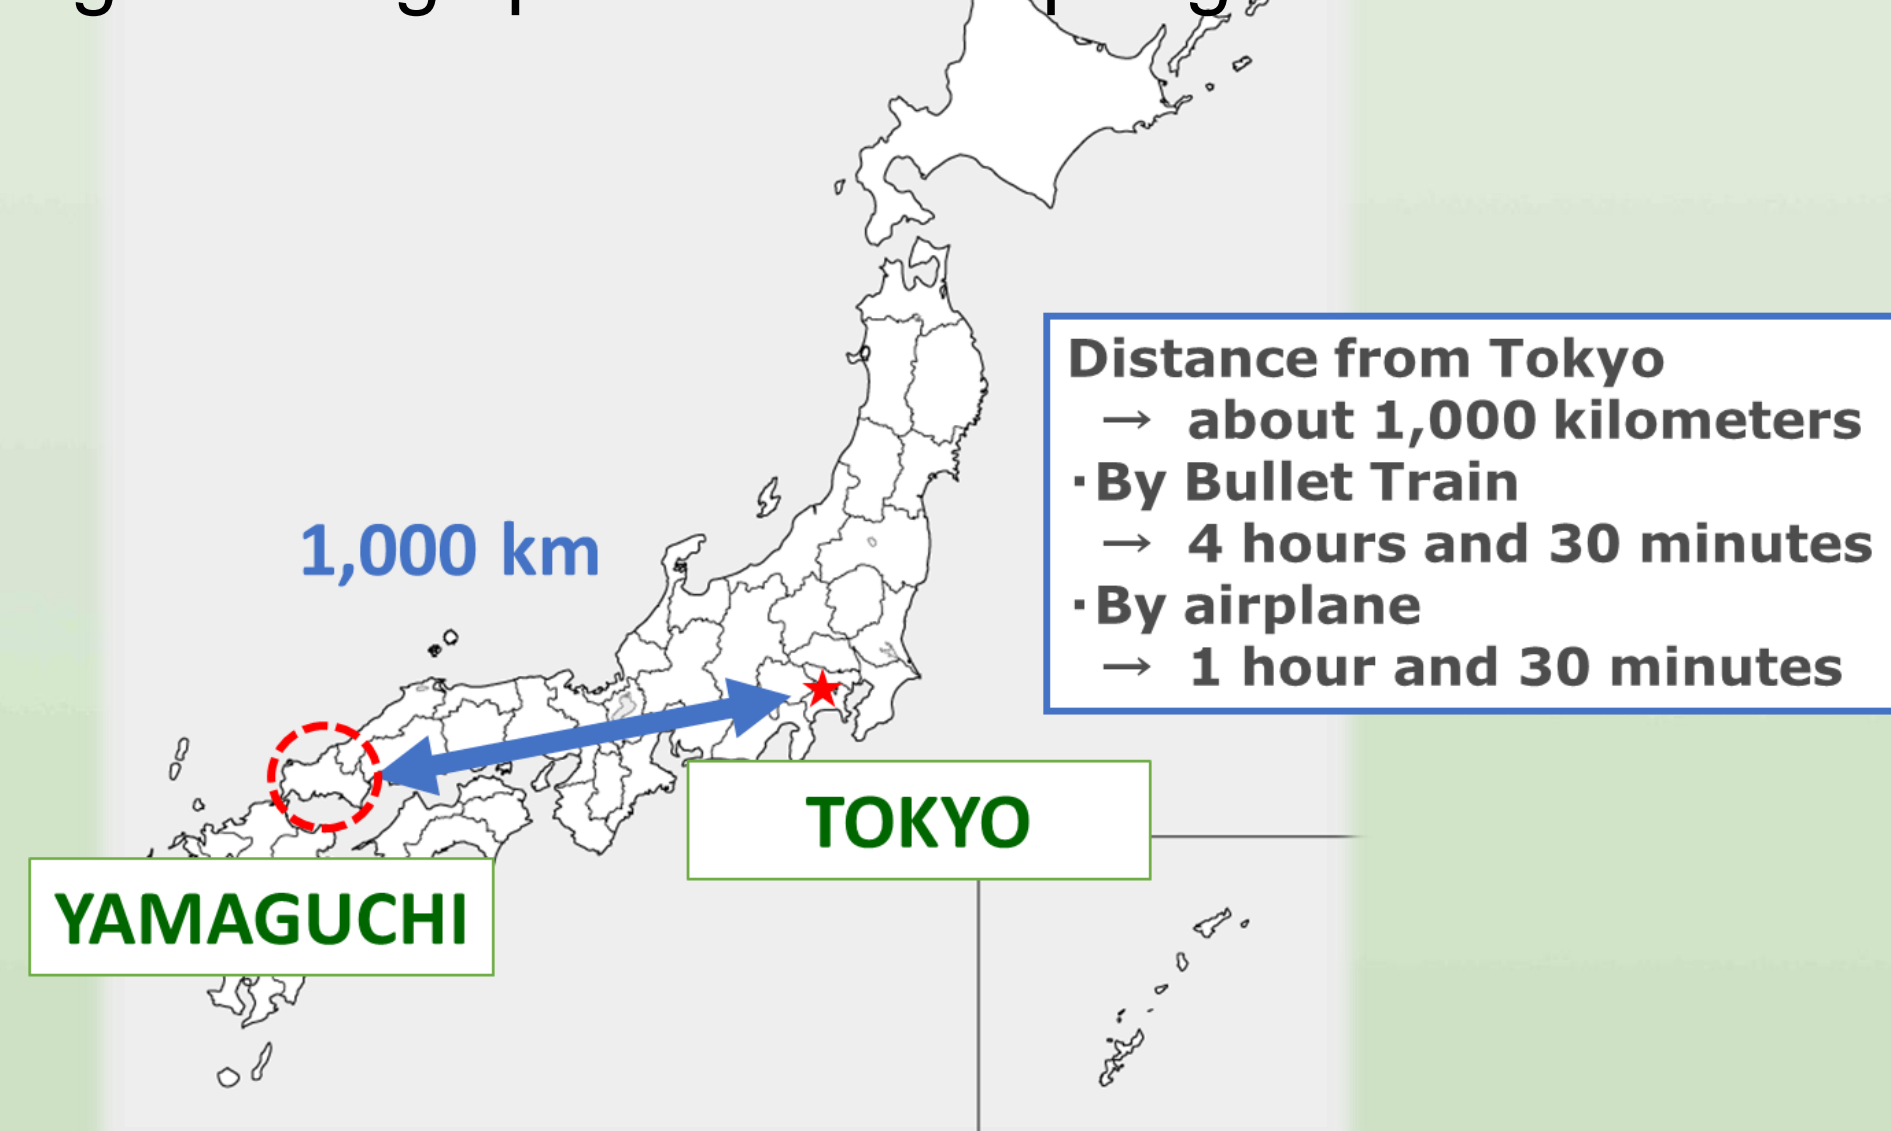 1,000 km
Distance from Tokyo
→ about 1,000 kilometers
・By Bullet Train
→ 4 hours and 30 minutes
・By airplane
→ 1 hour and 30 minutes
TOKYO
YAMAGUCHI